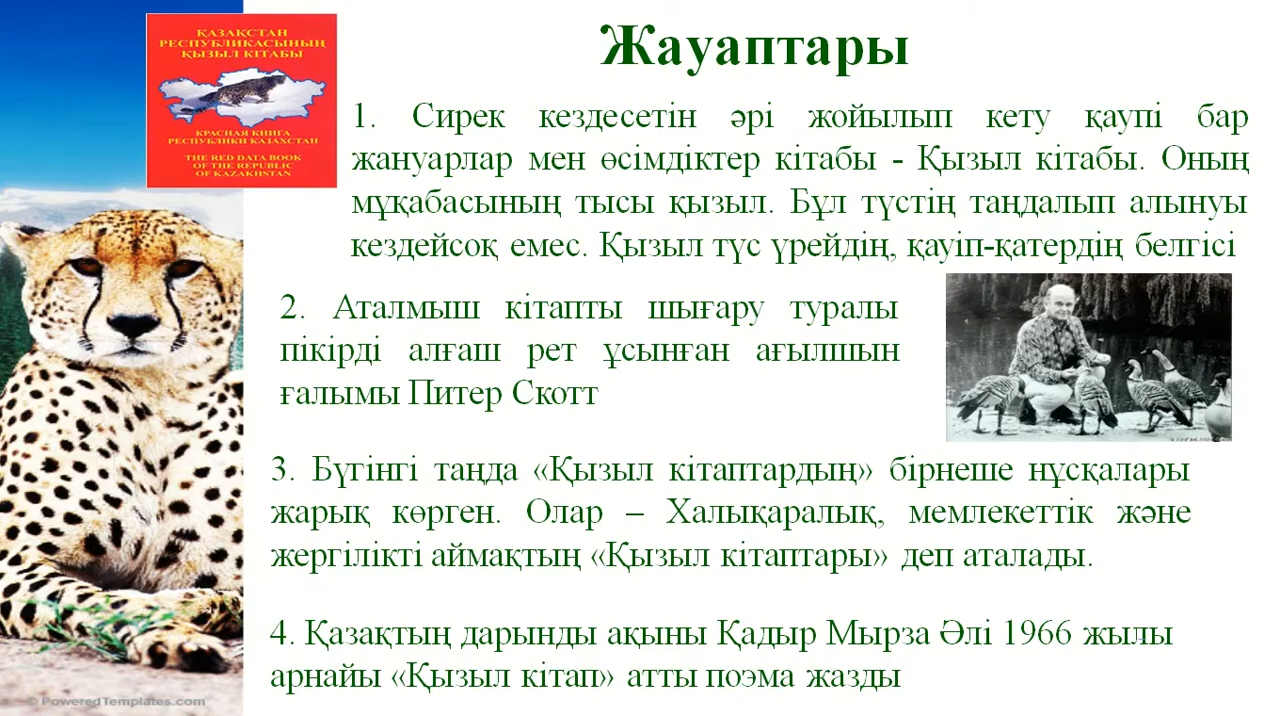 ҚАЗАҚСТАН
РЕСПУБЛИКАСЫНЫҢ
ҚЫЗЫЛ КІТАБЫ
КРАСНАЯ КНИГА
РЕСПУБЛИКИ КАЗАХСТАН
THE RED DATA BOOK
OF THE REPUBLIC
OF KAZAKHSTAN
Жауаптары
1. Сирек кездесетін әрі жойылып кету қаупі бар
жануарлар мен өсімдіктер кітабы - Қызыл кітабы. Оның
мұқабасының тысы қызыл. Бұл түстің таңдалып алынуы
кездейсоқ емес. Қызыл түс үрейдің, қауіп-қатердің белгісі
2. Аталмыш кітапты шығару туралы
пікірді алғаш рет ұсынған ағылшын
ғалымы Питер Скотт
3. Бүгінгі таңда «Қызыл кітаптардың» бірнеше нұсқалары
жарық көрген. Олар – Халықаралық, мемлекеттік және
жергілікті аймақтың «Қызыл кітаптары» деп аталады.
4. Қазақтың дарынды ақыны Қадыр Мырза Әлі 1966 жылы
арнайы «Қызыл кітап» атты поэма жазды
© PoweredTemplates.com